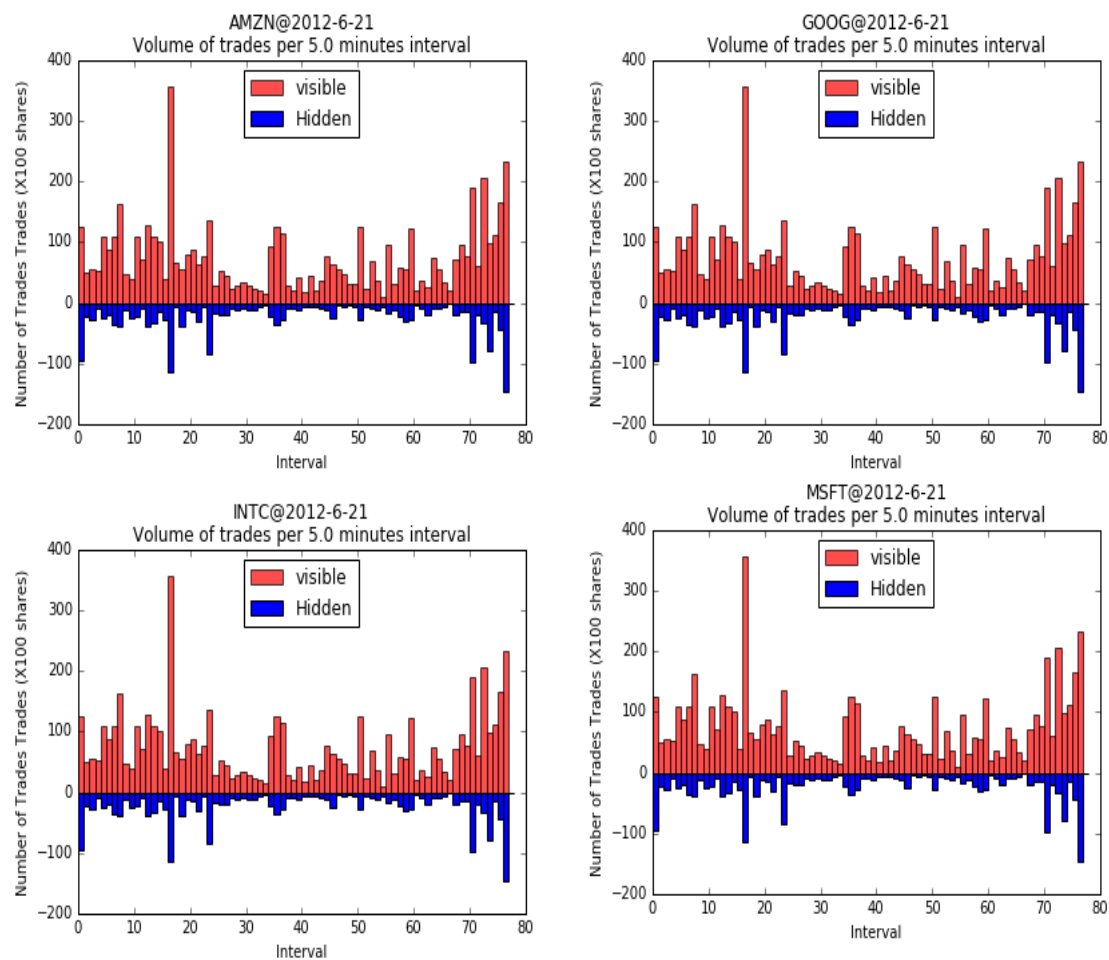 AMZN@2012-6-21
Volume of trades per 5.0 minutes interval
400
300
200
100
0
−100
−200
Number of Trades Trades (X100 shares)
visible
Hidden
0 10 20 30 40 50 60 70 80
Interval
GOOG@2012-6-21
Volume of trades per 5.0 minutes interval
400
300
200
100
0
−100
−200
Number of Trades Trades (X100 shares)
visible
Hidden
0 10 20 30 40 50 60 70 80
Interval
INTC@2012-6-21
Volume of trades per 5.0 minutes interval
400
300
200
100
0
−100
−200
Number of Trades Trades (X100 shares)
visible
Hidden
0 10 20 30 40 50 60 70 80
Interval
MSFT@2012-6-21
Volume of trades per 5.0 minutes interval
400
300
200
100
0
−100
−200
Number of Trades Trades (X100 shares)
visible
Hidden
0 10 20 30 40 50 60 70 80
Interval